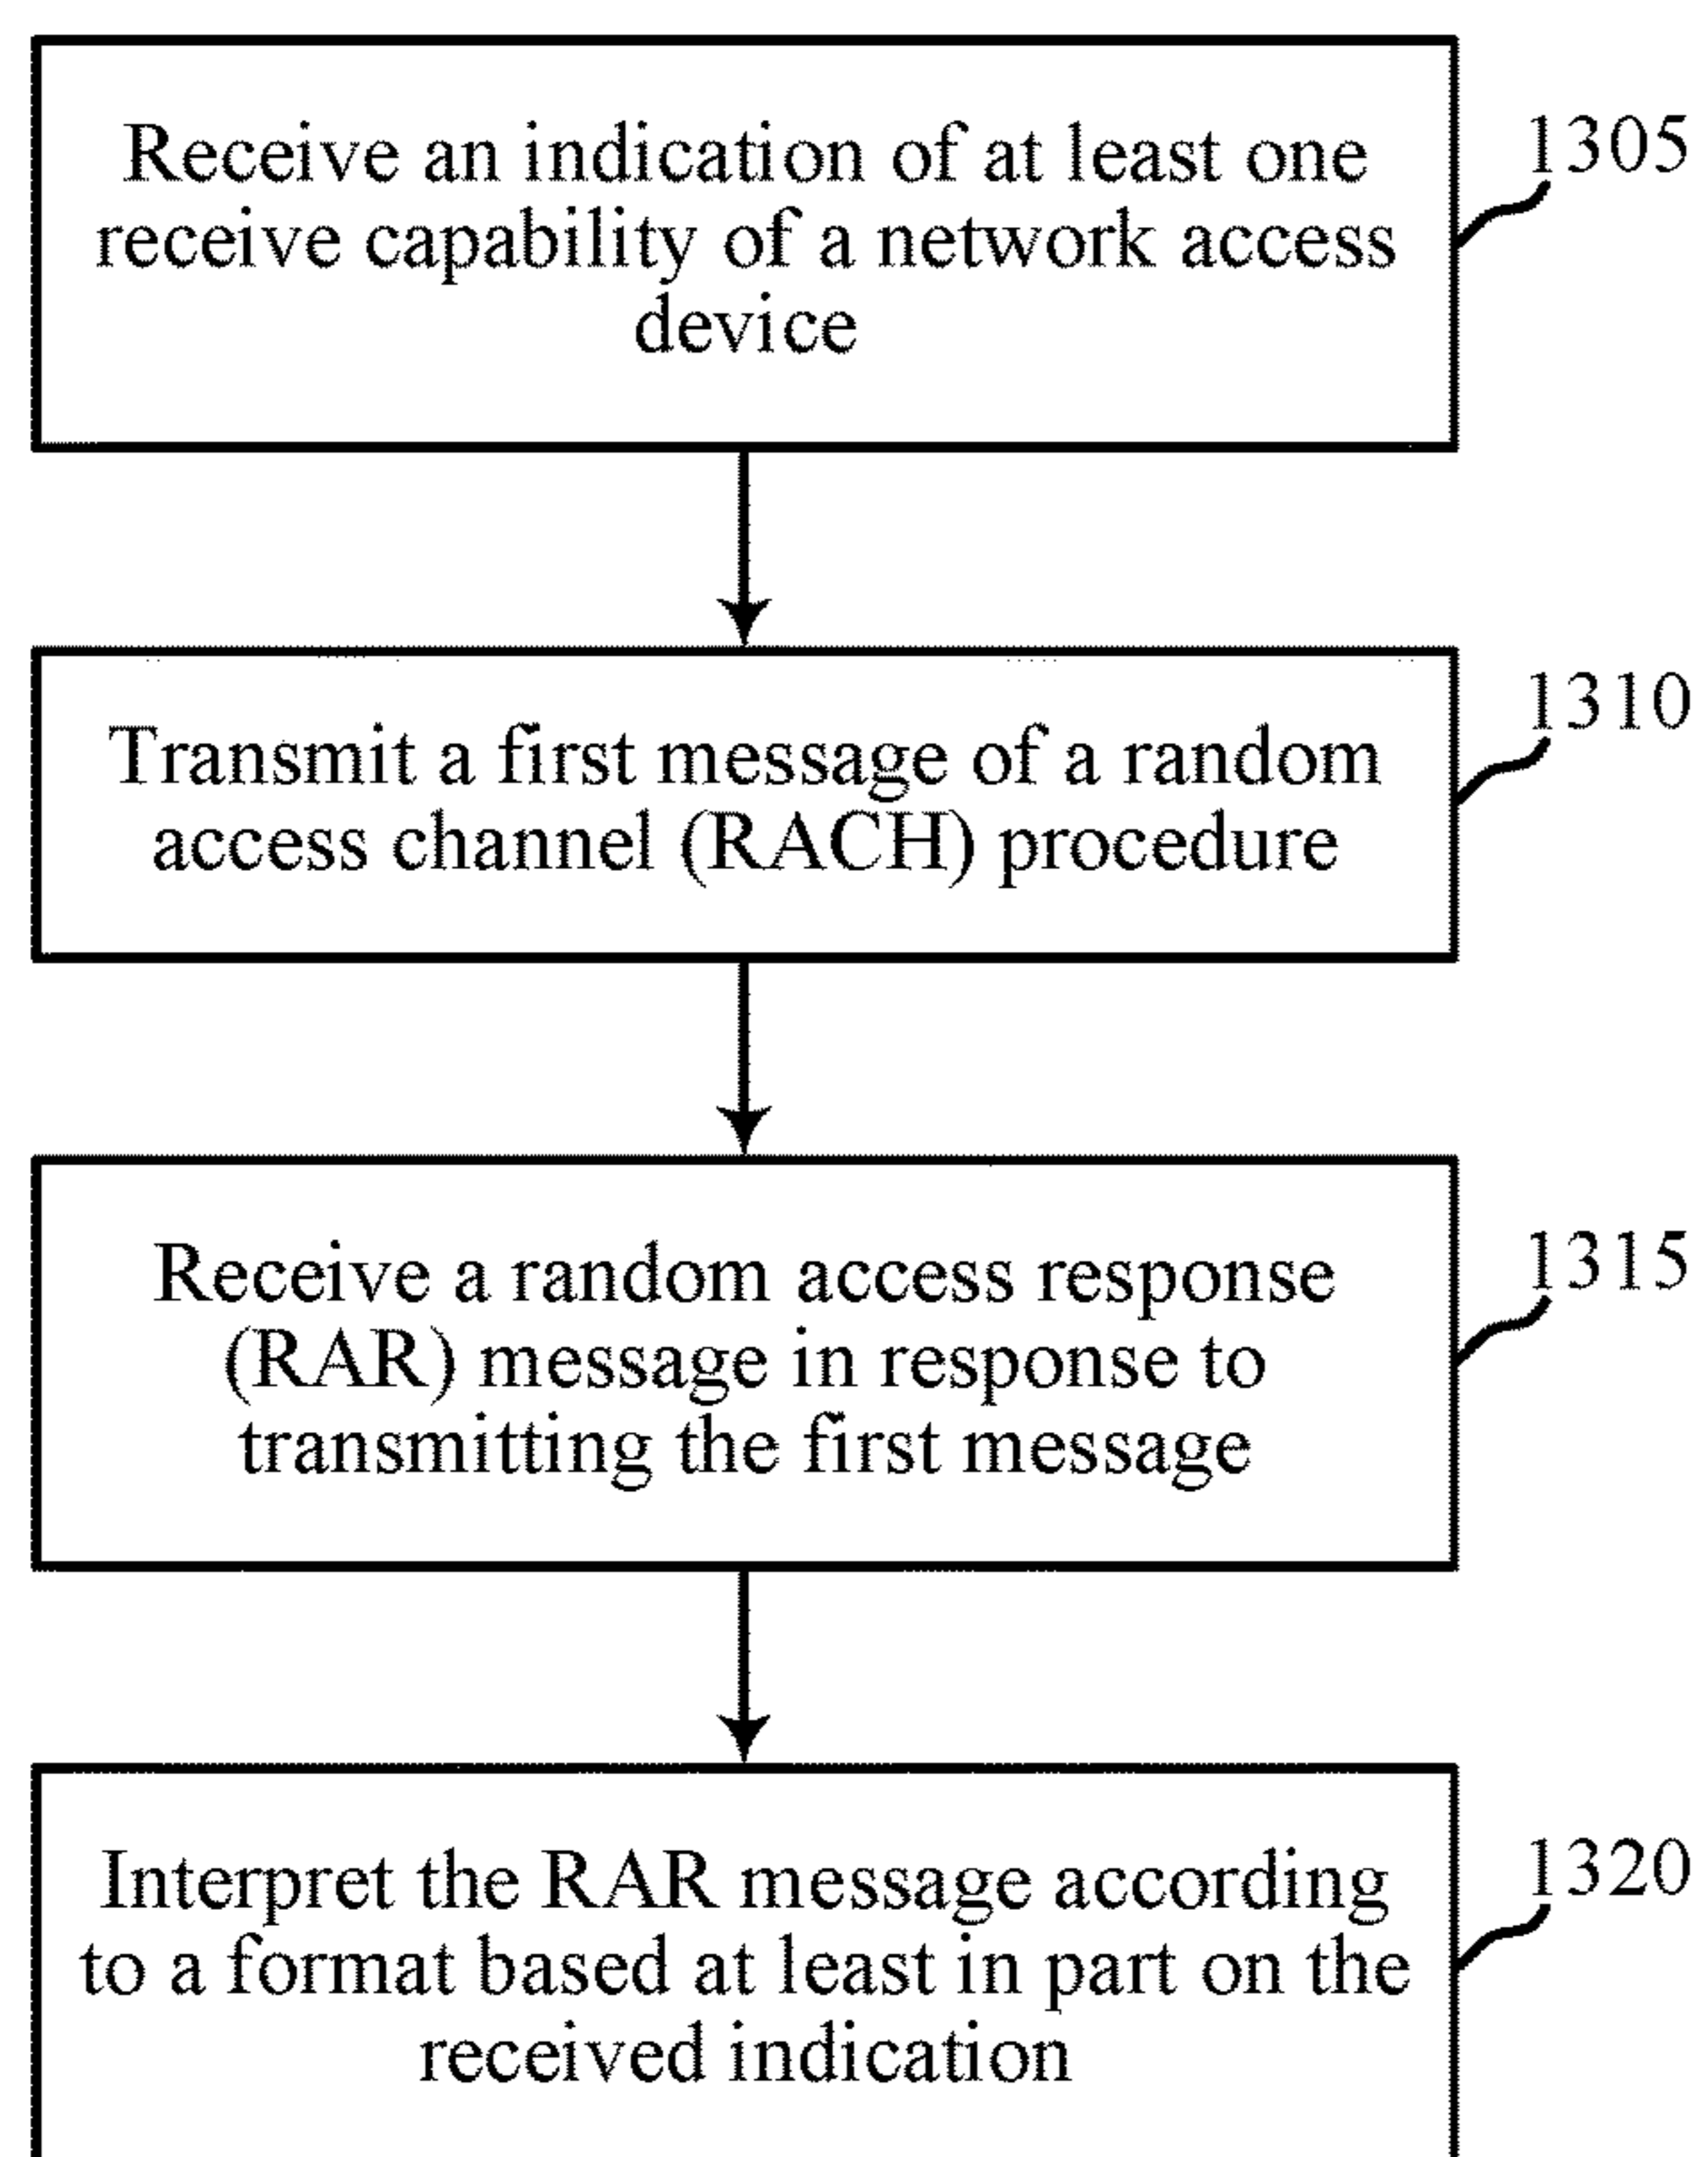 Receive an indication of at least one
receive capability of a network access
device
1305
Transmit a first message of a random
access channel (RACH) procedure
1310
Receive a random access response
(RAR) message in response to
transmitting the first message
1315
Interpret the RAR message according
to a format based at least in part on the
received indication
1320